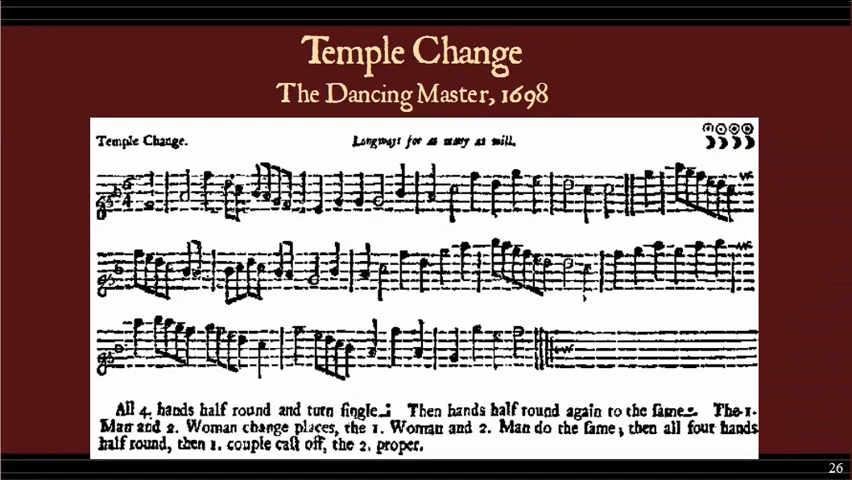 Temple Change
The Dancing Master, 1698
Temple Change. Longways for as many as will.
6
4
All 4. hands half round and turn single. Then hands half round again to the same. The 1.
Man and 2. Woman change places, the 1. Woman and 2. Man do the same, then all four hands
half round, then 1. couple cast off, the 2. proper.
26